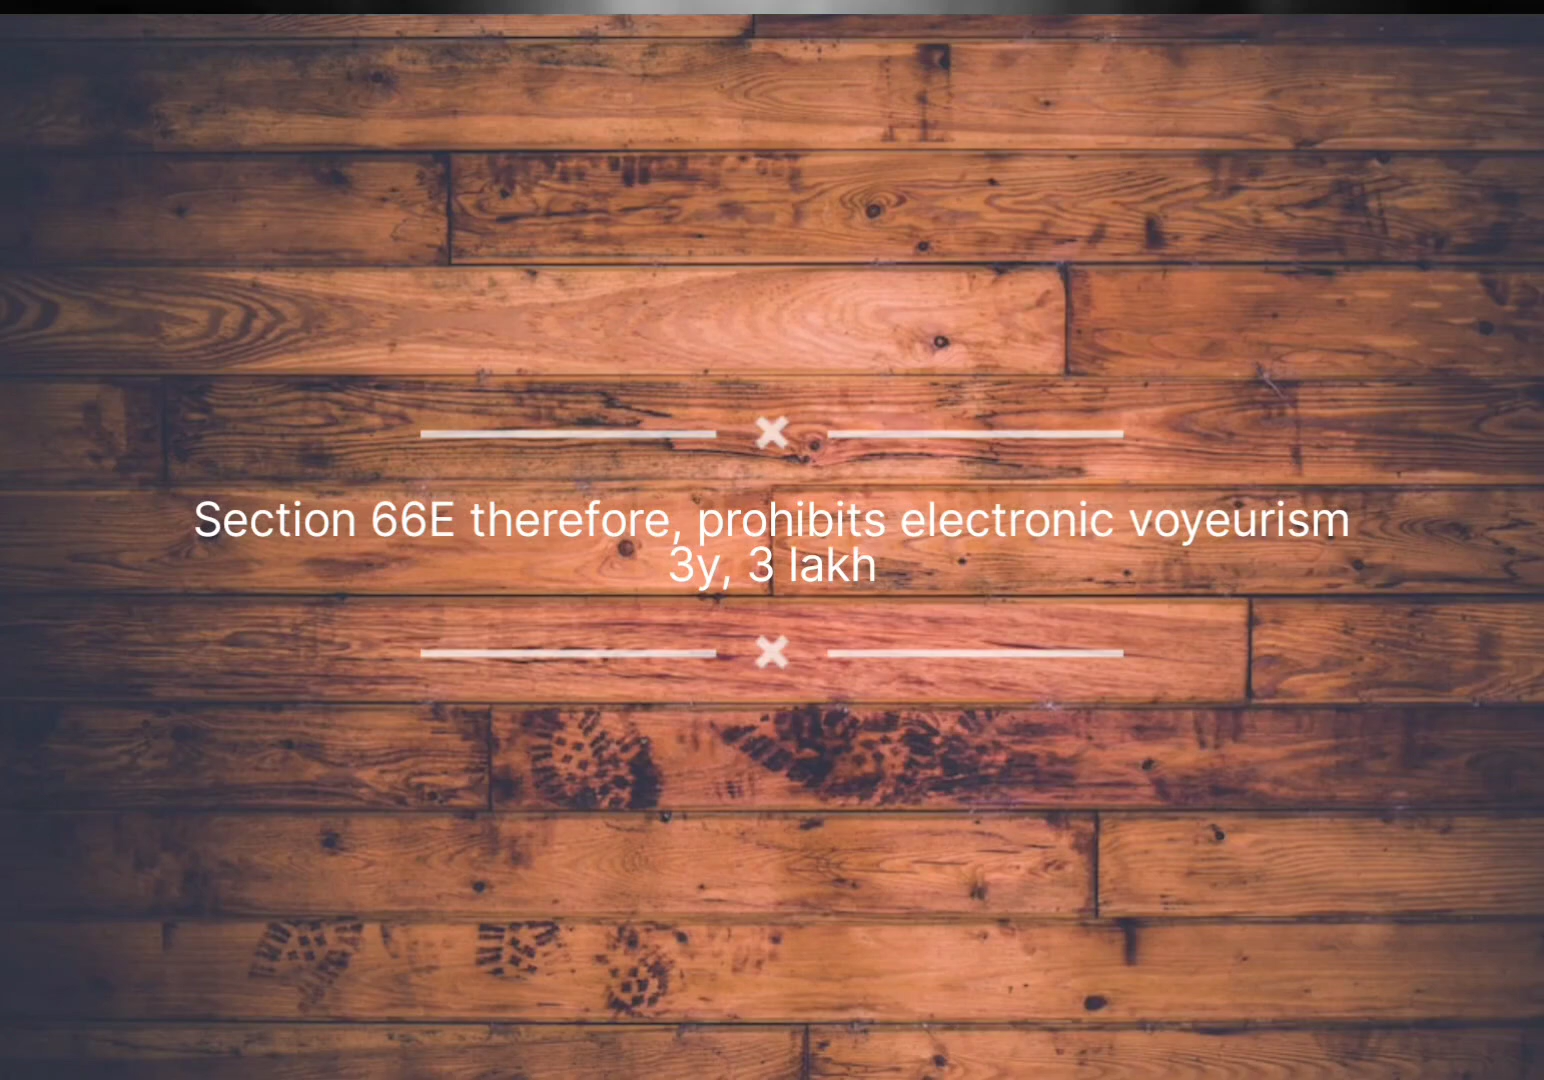 Section 66E therefore, prohibits electronic voyeurism
3y, 3 lakh